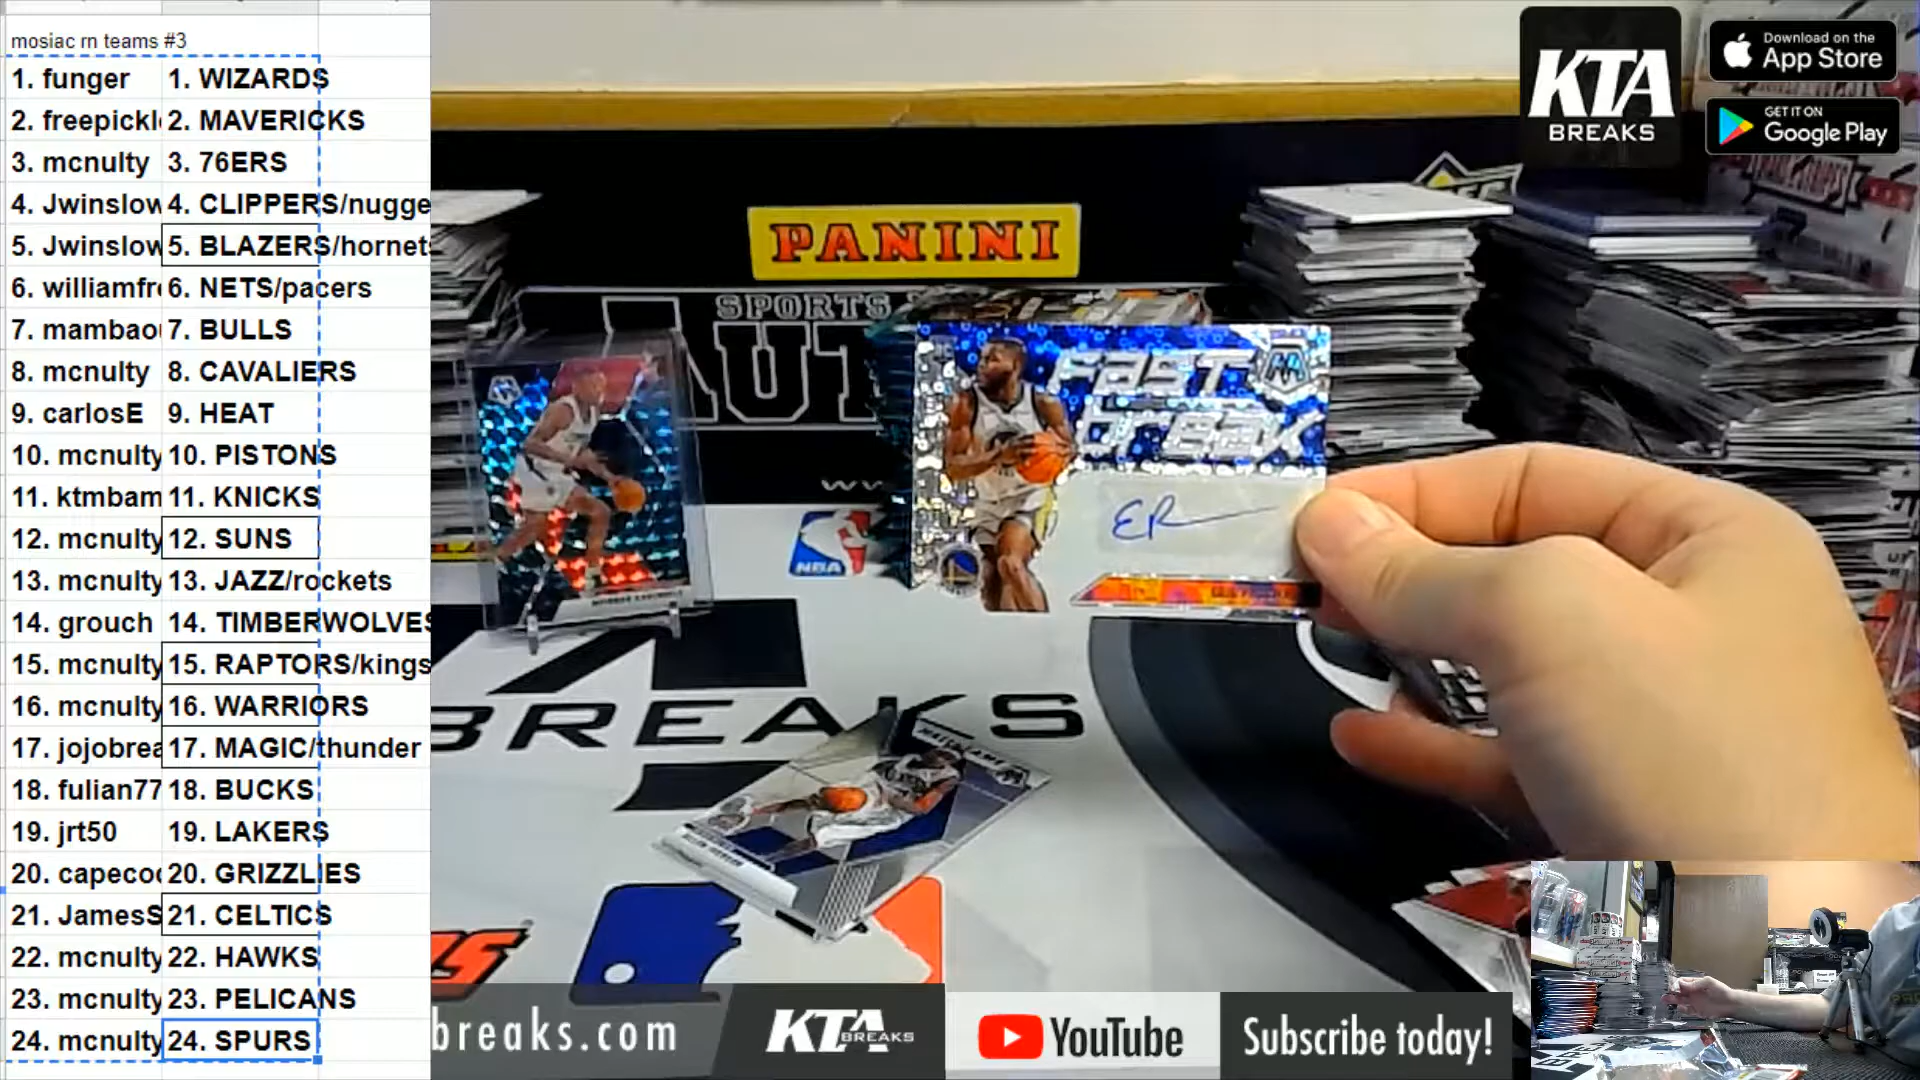 mosiac rn teams #3
1. funger 1. WIZARDS
2. freepickl 2. MAVERICKS
3. mcnulty 3. 76ERS
4. Jwinslow 4. CLIPPERS/nugge
5. Jwinslow 5. BLAZERS/hornets
6. williamfr 6. NETS/pacers
7. mambaou 7. BULLS
8. mcnulty 8. CAVALIERS
9. carlosE 9. HEAT
10. mcnulty 10. PISTONS
11. ktmbam 11. KNICKS
12. mcnulty 12. SUNS
13. mcnulty 13. JAZZ/rockets
14. grouch 14. TIMBERWOLVES
15. mcnulty 15. RAPTORS/kings
16. mcnulty 16. WARRIORS
17. jojobrea 17. MAGIC/thunder
18. fulian77 18. BUCKS
19. jrt50 19. LAKERS
20. capecoo 20. GRIZZLIES
21. JamesS 21. CELTICS
22. mcnulty 22. HAWKS
23. mcnulty 23. PELICANS
24. mcnulty 24. SPURS
KTA
BREAKS
Download on the
App Store
GET IT ON
Google Play
PANINI
SPORTS
AUT
Fast
Break
ER
NBA
BREAKS
breaks.com
KTA BREAKS
YouTube
Subscribe today!